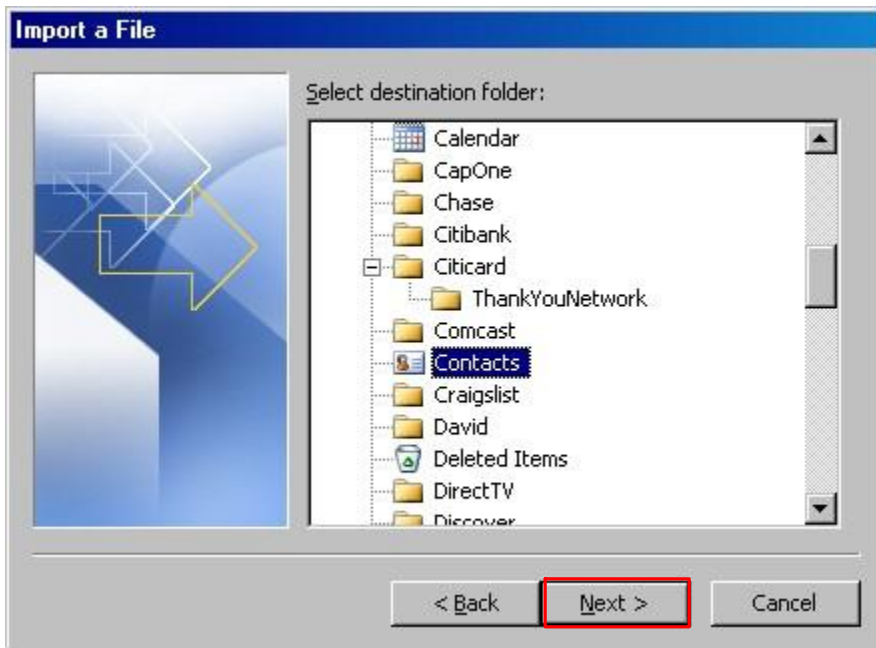 Import a File
Select destination folder:
Calendar
CapOne
Chase
Citibank
Citicard
ThankYouNetwork
Comcast
Contacts
Craigslist
David
Deleted Items
DirectTV
Discover
< Back Next > Cancel